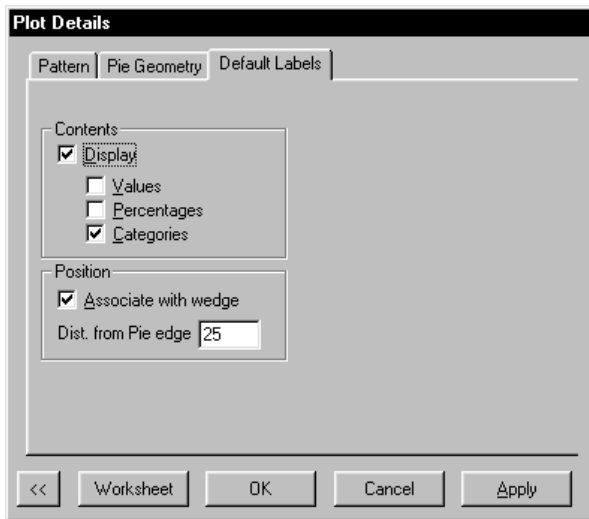 Plot Details
Pattern Pie Geometry Default Labels
Contents
Display
Values
Percentages
Categories
Position
Associate with wedge
Dist. from Pie edge 25
<< Worksheet OK Cancel Apply